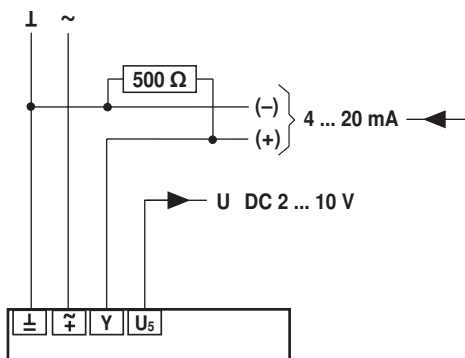 ⊥ ~
500 Ω
(–)
(+)
4 ... 20 mA
U DC 2 ... 10 V
⊥ ~+ Y U5